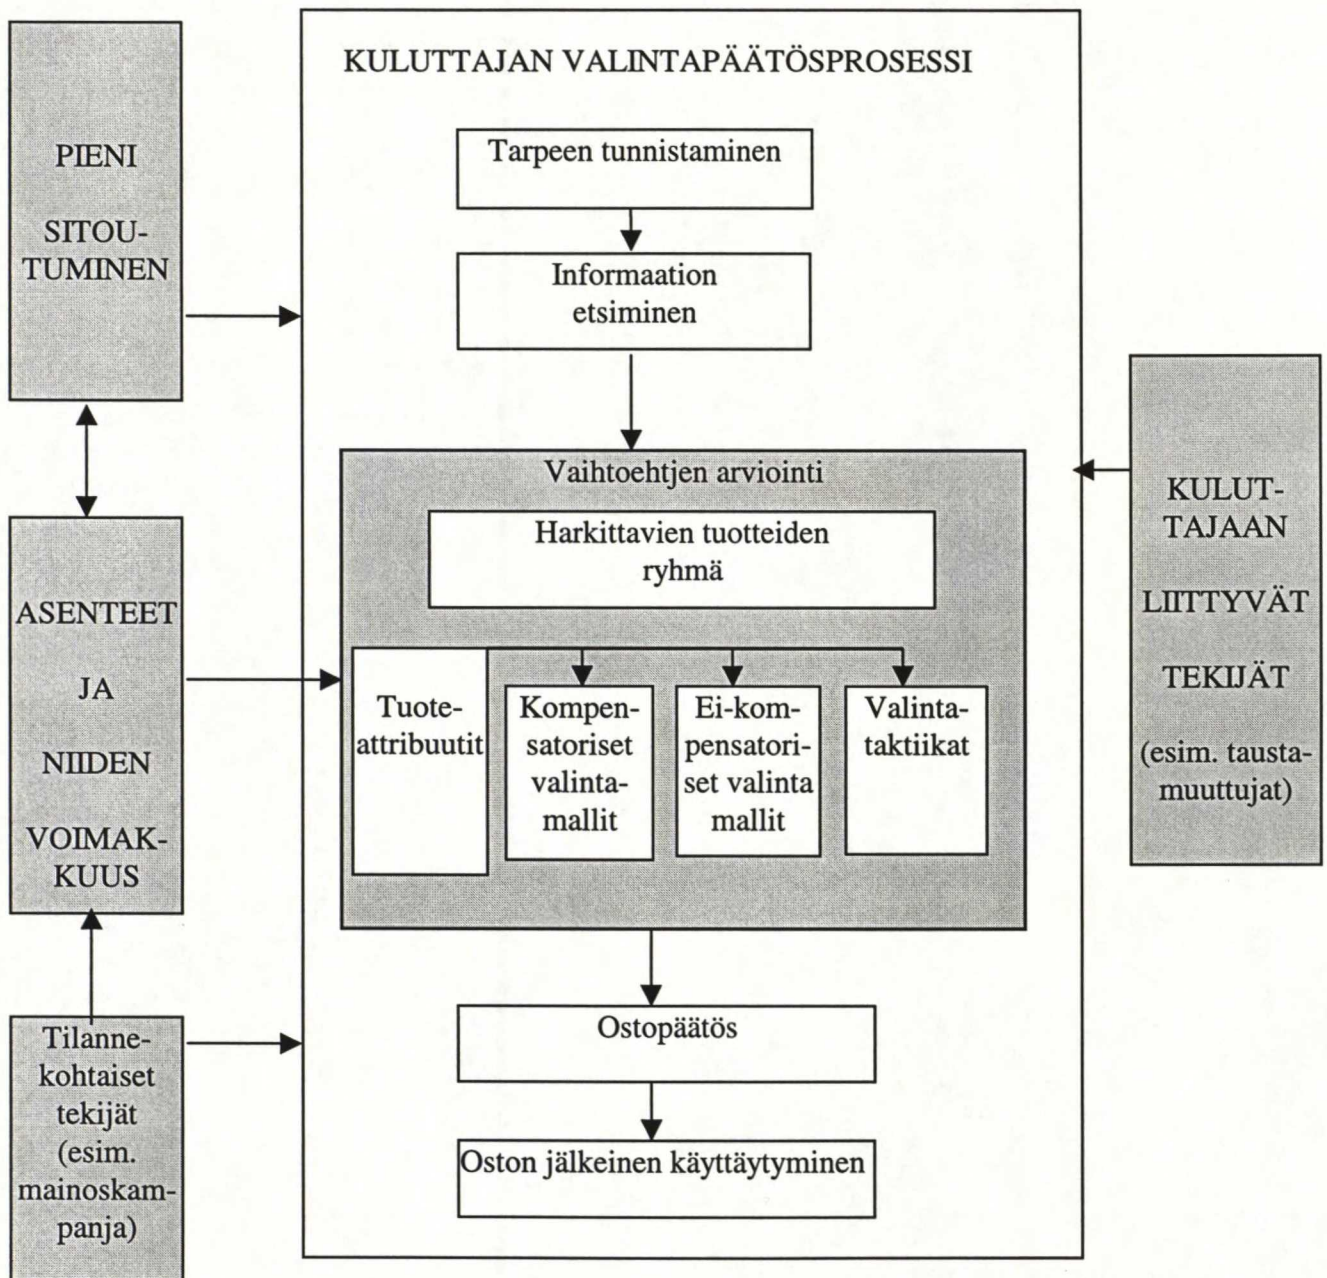 KULUTTAJAN VALINTAPÄÄTÖSPROSESSI
PIENI
SITOU-
TUMINEN
ASENTEET
JA
NIIDEN
VOIMAK-
KUUS
Tilanne-
kohtaiset
tekijät
(esim.
mainoskam-
panja)
Tarpeen tunnistaminen
Informaation
etsiminen
Vaihtoehtjen arviointi
Harkittavien tuotteiden
ryhmä
Tuote-
attribuutit
Kompen-
satoriset
valinta-
mallit
Ei-kom-
pensatori-
set valinta
mallit
Valinta-
taktiikat
Ostopäätös
Oston jälkeinen käyttäytyminen
KULUT-
TAJAAN
LIITTYVÄT
TEKIJÄT
(esim. tausta-
muuttujat)